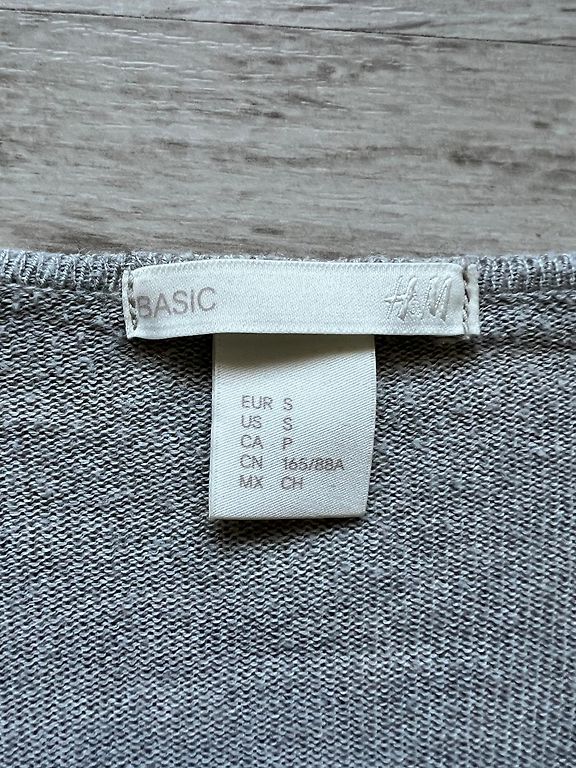 BASIC H&M
EUR S
US S
CA P
CN 165/88A
MX CH